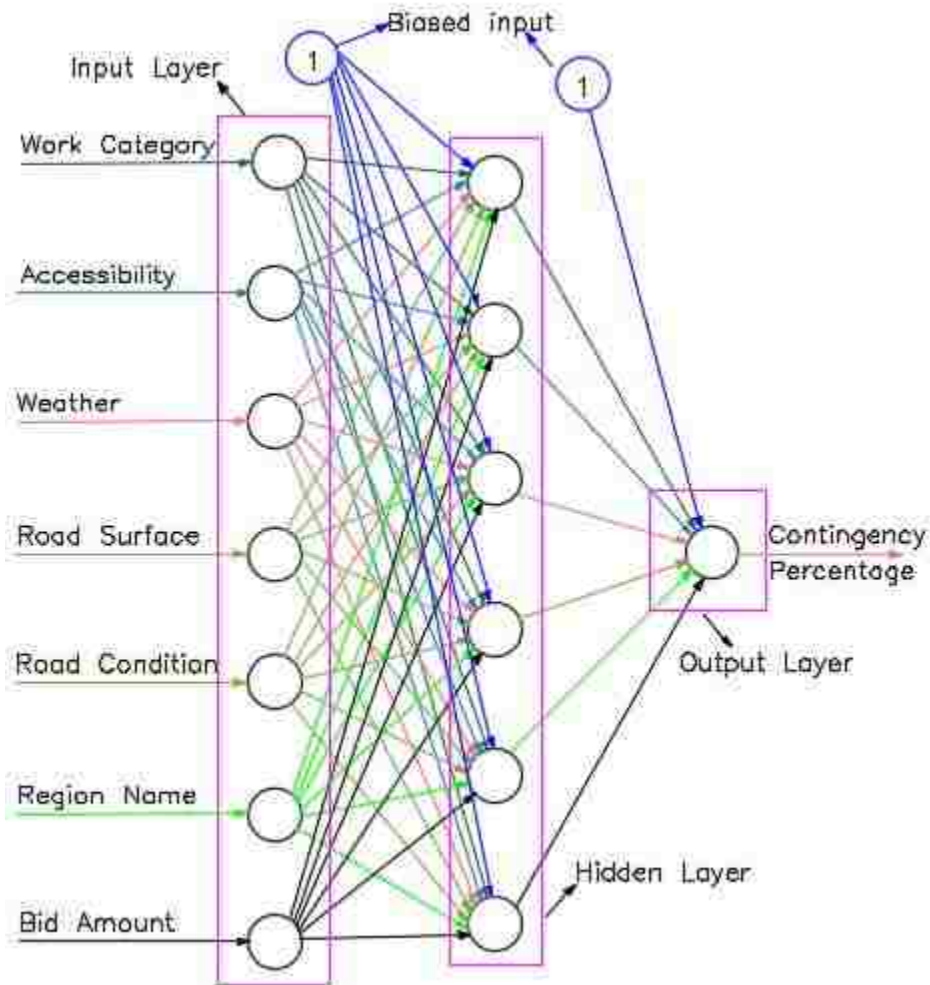 Biased input
1
1
Input Layer
Work Category
Accessibility
Weather
Road Surface
Contingency
Percentage
Road Condition
Output Layer
Region Name
Hidden Layer
Bid Amount